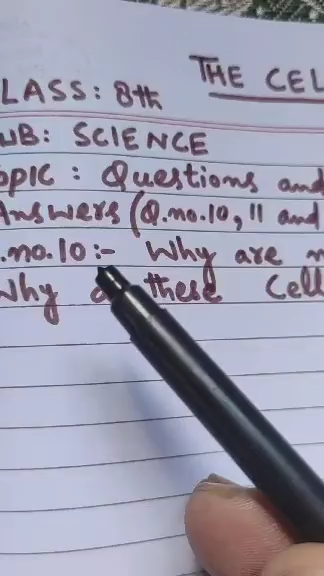 THE CEL
LASS: 8th
UB: SCIENCE
OPIC: Questions and
Answers (Q.no.10, 11 and
.no.10:- Why are
Why these Cell